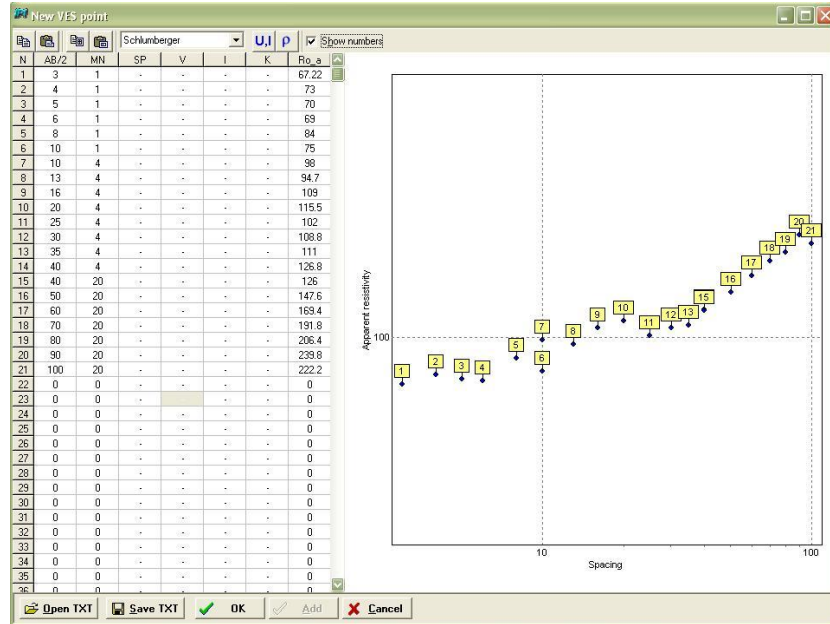 New VES point
Schlumberger U,I ρ Show numbers
N AB/2 MN SP V I K Ro_a
1 3 1 - - - - 67.22
2 4 1 - - - - 73
3 5 1 - - - - 70
4 6 1 - - - - 69
5 8 1 - - - - 84
6 10 1 - - - - 75
7 10 4 - - - - 98
8 13 4 - - - - 94.7
9 16 4 - - - - 109
10 20 4 - - - - 115.5
11 25 4 - - - - 102
12 30 4 - - - - 108.8
13 35 4 - - - - 111
14 40 4 - - - - 126.8
15 40 20 - - - - 126
16 50 20 - - - - 147.6
17 60 20 - - - - 169.4
18 70 20 - - - - 191.8
19 80 20 - - - - 206.4
20 90 20 - - - - 239.8
21 100 20 - - - - 222.2
22 0 0 - - - - 0
23 0 0 - - - 0
24 0 0 - - - - 0
25 0 0 - - - - 0
26 0 0 - - - - 0
27 0 0 - - - - 0
28 0 0 - - - - 0
29 0 0 - - - - 0
30 0 0 - - - - 0
31 0 0 - - - - 0
32 0 0 - - - - 0
33 0 0 - - - - 0
34 0 0 - - - - 0
35 0 0 - - - - 0
36 0 0 - - - - 0
Apparent resistivity
100
1
2
3
4
5
6
7
8
9
10
11
12
13
15
16
17
18
19
20
21
10 100
Spacing
Open TXT Save TXT OK Add Cancel